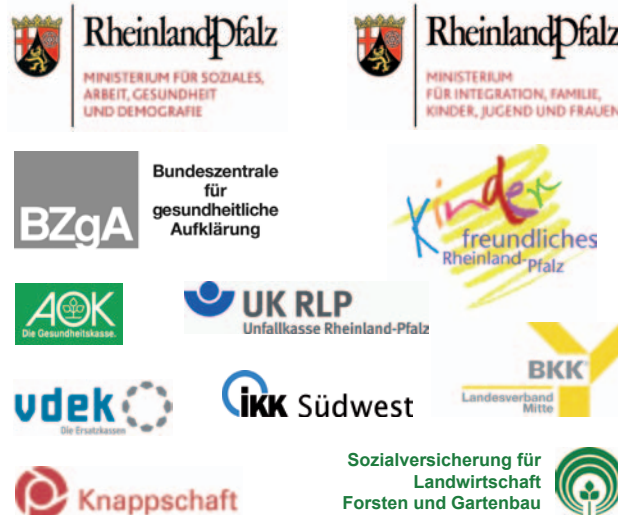 RheinlandPfalz
MINISTERIUM FÜR SOZIALES,
ARBEIT, GESUNDHEIT
UND DEMOGRAFIE
RheinlandPfalz
MINISTERIUM
FÜR INTEGRATION, FAMILIE,
KINDER, JUGEND UND FRAUEN
BZgA
Bundeszentrale
für
gesundheitliche
Aufklärung
Kinder
freundliches
Rheinland-Pfalz
AOK
Die Gesundheitskasse.
UK RLP
Unfallkasse Rheinland-Pfalz
vdek
Die Ersatzkassen
iKK Südwest
BKK
Landesverband
Mitte
Knappschaft
Sozialversicherung für
Landwirtschaft
Forsten und Gartenbau